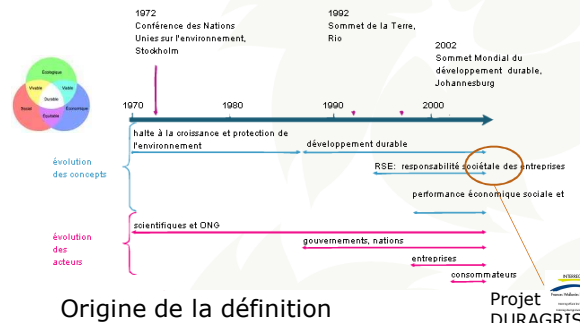 1972
Conférence des Nations
Unies sur l'environnement,
Stockholm
1992
Sommet de la Terre,
Rio
2002
Sommet Mondial du
développement durable,
Johannesburg
Ecologique
Vivable
Viable
Durable
Social
Economique
Equitable
1970
1980
1990
2000
halte à la croissance et protection de
l'environnement
développement durable
évolution
des concepts
RSE: responsabilité sociétale des entreprises
performance économique sociale et
scientifiques et ONG
évolution
des
acteurs
gouvernements, nations
entreprises
consommateurs
Origine de la définition
Projet
DURAGRIS
INTERREG